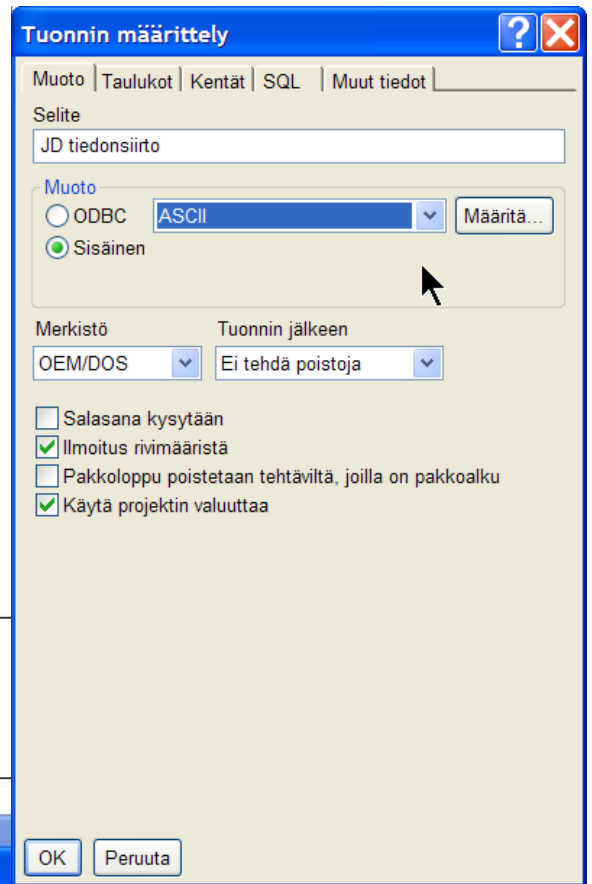 Tuonnin määrittely
Muoto Taulukot Kentät SQL Muut tiedot
Selite
JD tiedonsiirto
Muoto
ODBC ASCII Määritä...
Sisäinen
Merkistö Tuonnin jälkeen
OEM/DOS Ei tehdä poistoja
Salasana kysytään
Ilmoitus rivimääristä
Pakkoloppu poistetaan tehtäviltä, joilla on pakkoalku
Käytä projektin valuuttaa
OK Peruuta